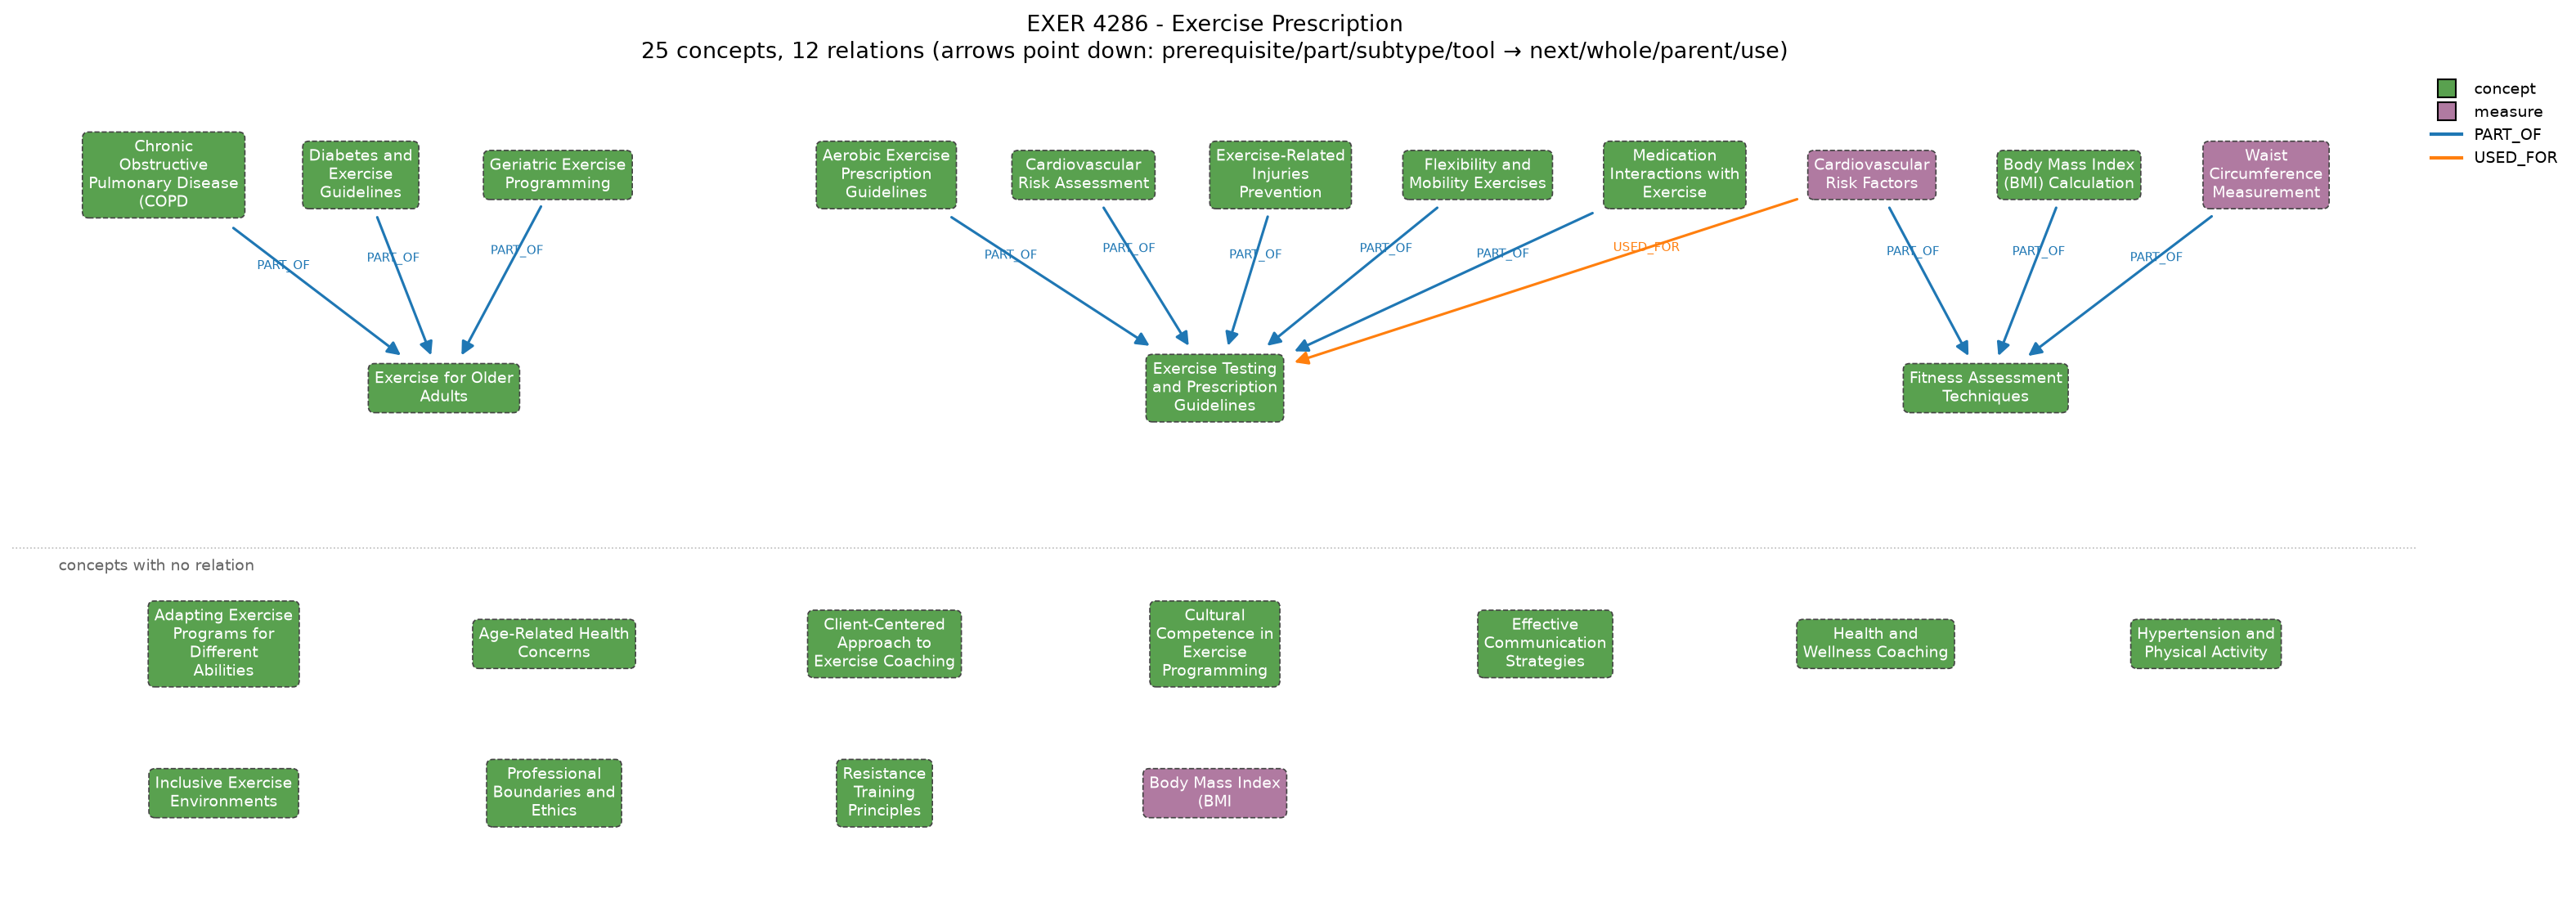 EXER 4286 - Exercise Prescription
25 concepts, 12 relations (arrows point down: prerequisite/part/subtype/tool → next/whole/parent/use)
concept
measure
PART_OF
USED_FOR
Chronic
Obstructive
Pulmonary Disease
(COPD
Diabetes and
Exercise
Guidelines
Geriatric Exercise
Programming
Aerobic Exercise
Prescription
Guidelines
Cardiovascular
Risk Assessment
Exercise-Related
Injuries
Prevention
Flexibility and
Mobility Exercises
Medication
Interactions with
Exercise
Cardiovascular
Risk Factors
Body Mass Index
(BMI) Calculation
Waist
Circumference
Measurement
PART_OF
PART_OF
PART_OF
PART_OF
PART_OF
PART_OF
PART_OF
PART_OF
USED_FOR
PART_OF
PART_OF
PART_OF
Exercise for Older
Adults
Exercise Testing
and Prescription
Guidelines
Fitness Assessment
Techniques
concepts with no relation
Adapting Exercise
Programs for
Different
Abilities
Age-Related Health
Concerns
Client-Centered
Approach to
Exercise Coaching
Cultural
Competence in
Exercise
Programming
Effective
Communication
Strategies
Health and
Wellness Coaching
Hypertension and
Physical Activity
Inclusive Exercise
Environments
Professional
Boundaries and
Ethics
Resistance
Training
Principles
Body Mass Index
(BMI